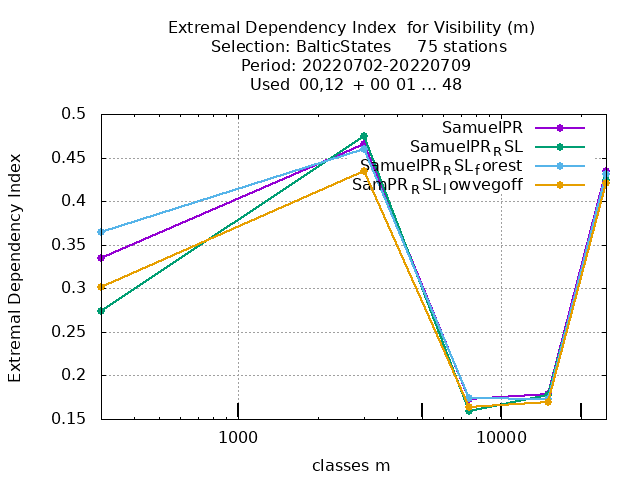 Extremal Dependency Index  for Visibility (m)
Selection: BalticStates     75 stations
Period: 20220702-20220709
Used  00,12  + 00 01 ... 48
Extremal Dependency Index
0.5
0.45
0.4
0.35
0.3
0.25
0.2
0.15
SamuelPR
SamuelPR_RSL
SamuelPR_RSL_forest
SamPR_RSL_lowvegoff
1000
10000
classes m